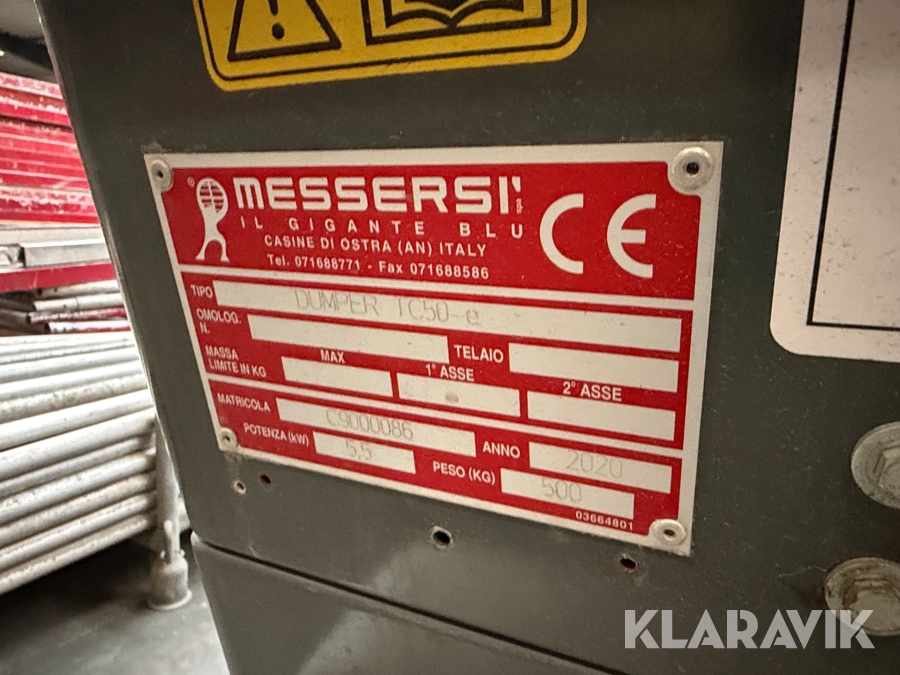 ® MESSERSI' spa
IL GIGANTE BLU
CASINE DI OSTRA (AN) ITALY
Tel. 071688771 - Fax 071688586
CE
TIPO DUMPER TC50-e
OMOLOG. N. TELAIO
MASSA LIMITE IN KG MAX 1° ASSE 2° ASSE
MATRICOLA C9000086 ANNO 2020
POTENZA (kW) 5,5 PESO (KG) 500
03664801
KLARAVIK